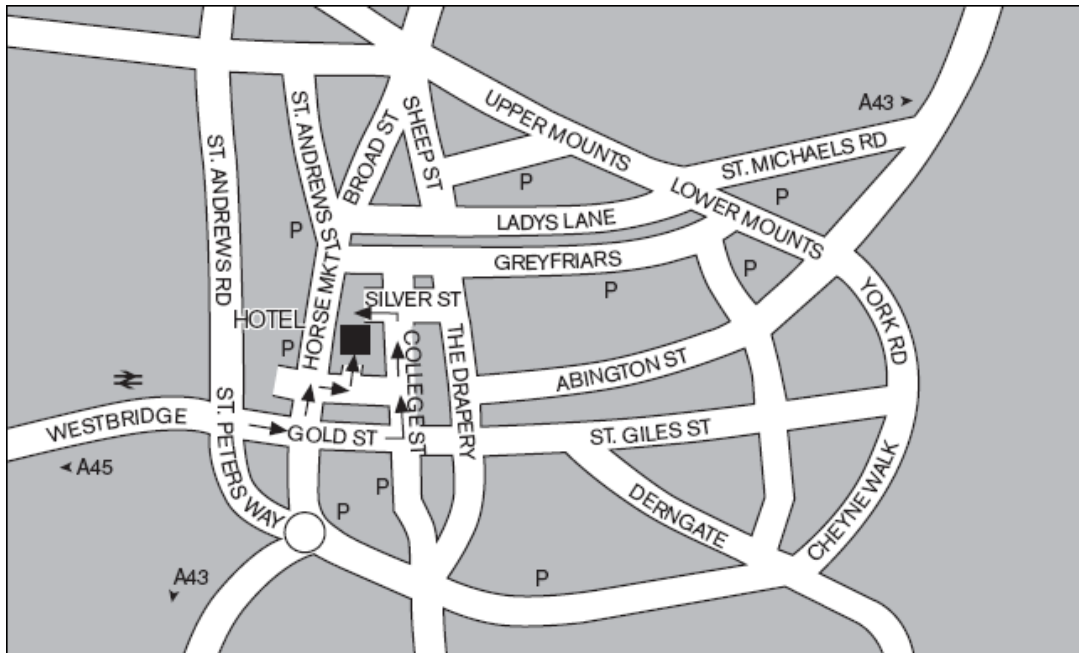 A43
UPPER MOUNTS
ST. MICHAELS RD
SHEEP ST
ST. ANDREWS ST
BROAD ST
ST. ANDREWS RD
P
P
LOWER MOUNTS
LADYS LANE
P
GREYFRIARS
P
P
HORSE MKT
SILVER ST
YORK RD
HOTEL
P
THE DRAPERY
COLLEGE ST
ABINGTON ST
WESTBRIDGE
ST. PETERS WAY
GOLD ST
ST. GILES ST
A45
P
P
DERNGATE
CHEYNE WALK
A43
P